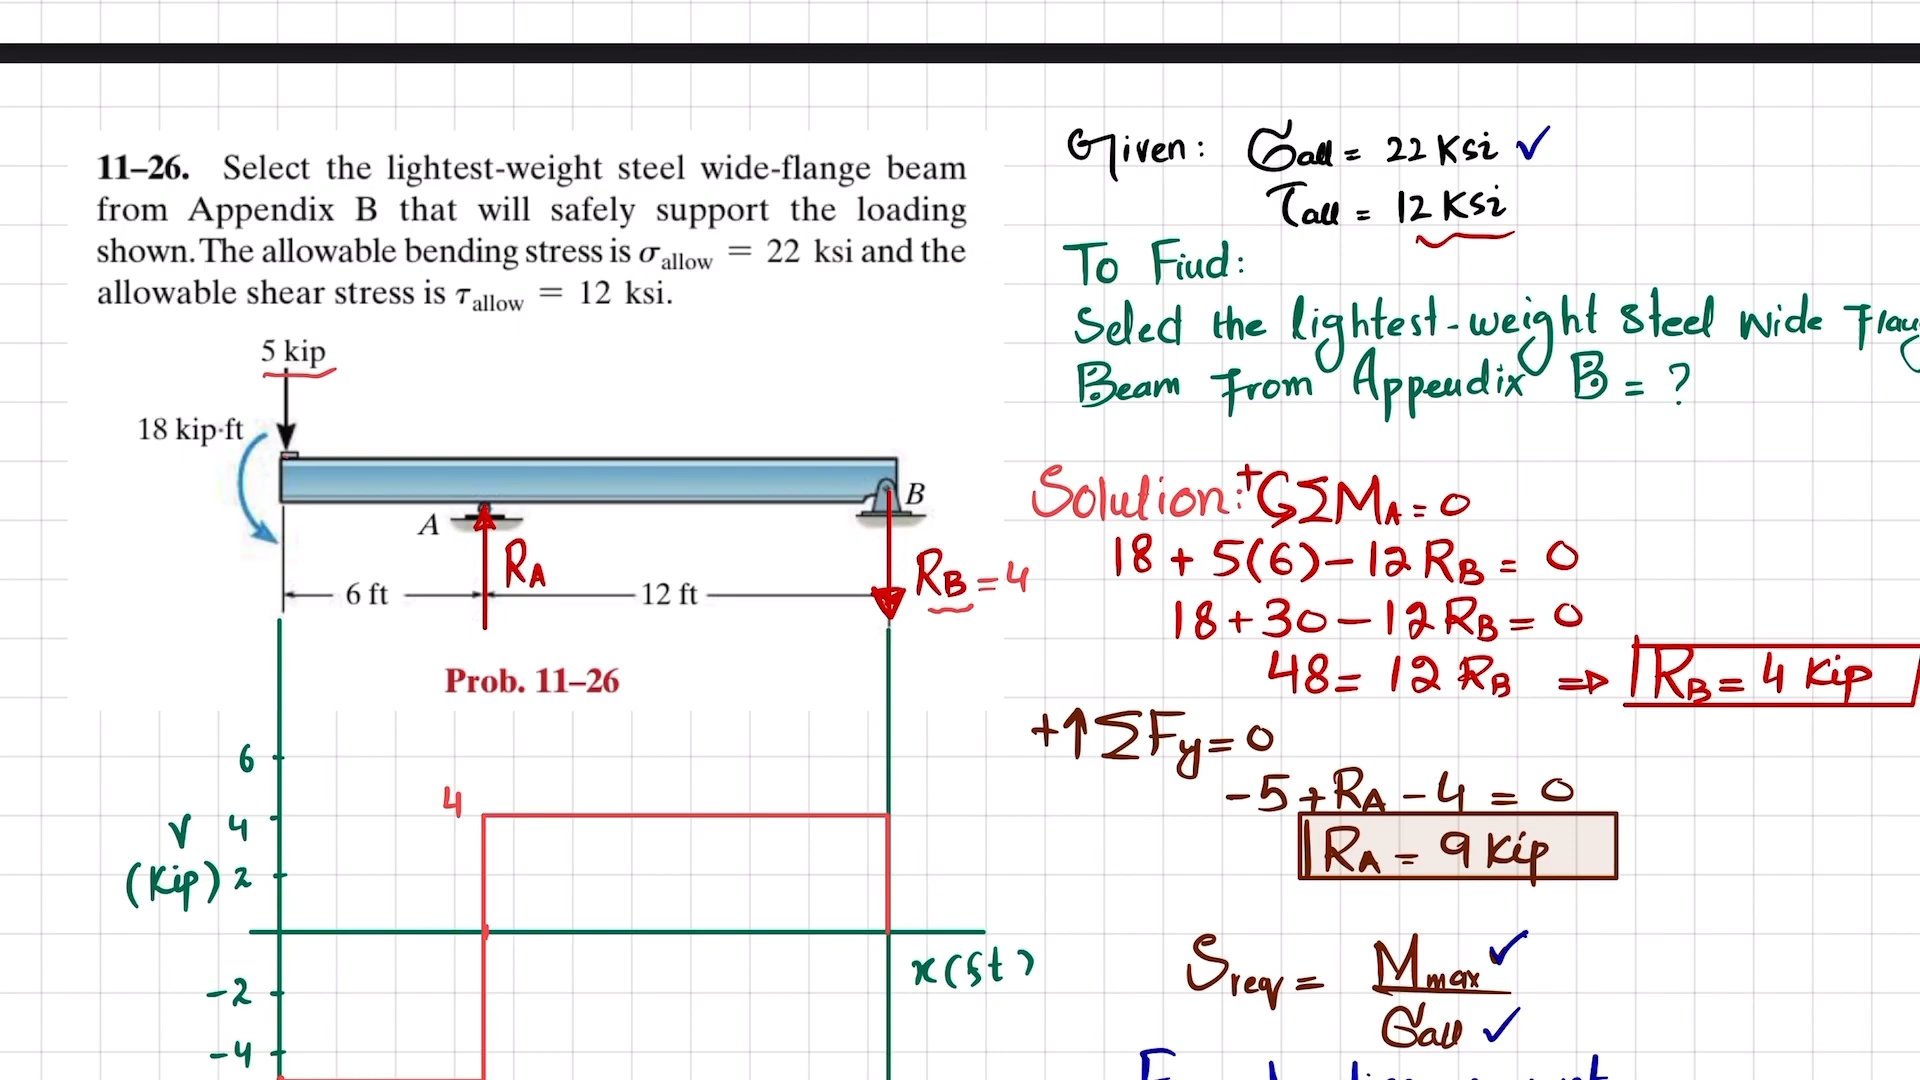 11–26. Select the lightest-weight steel wide-flange beam
from Appendix B that will safely support the loading
shown. The allowable bending stress is σallow = 22 ksi and the
allowable shear stress is τallow = 12 ksi.
5 kip
18 kip·ft
A
B
RA
RB = 4
6 ft
12 ft
Prob. 11–26
6
4
V 4
(Kip) 2
x(ft)
-2
-4
Given: σall = 22 Ksi ✓
τall = 12 Ksi
To Find:
Select the lightest-weight steel wide Flang
Beam From Appendix B = ?
Solution: +↺ΣMA = 0
18 + 5(6) – 12 RB = 0
18 + 30 – 12 RB = 0
48 = 12 RB ⇒ RB = 4 Kip
+↑ΣFy = 0
-5 + RA – 4 = 0
RA = 9 Kip
Sreq = Mmax ✓
σall ✓